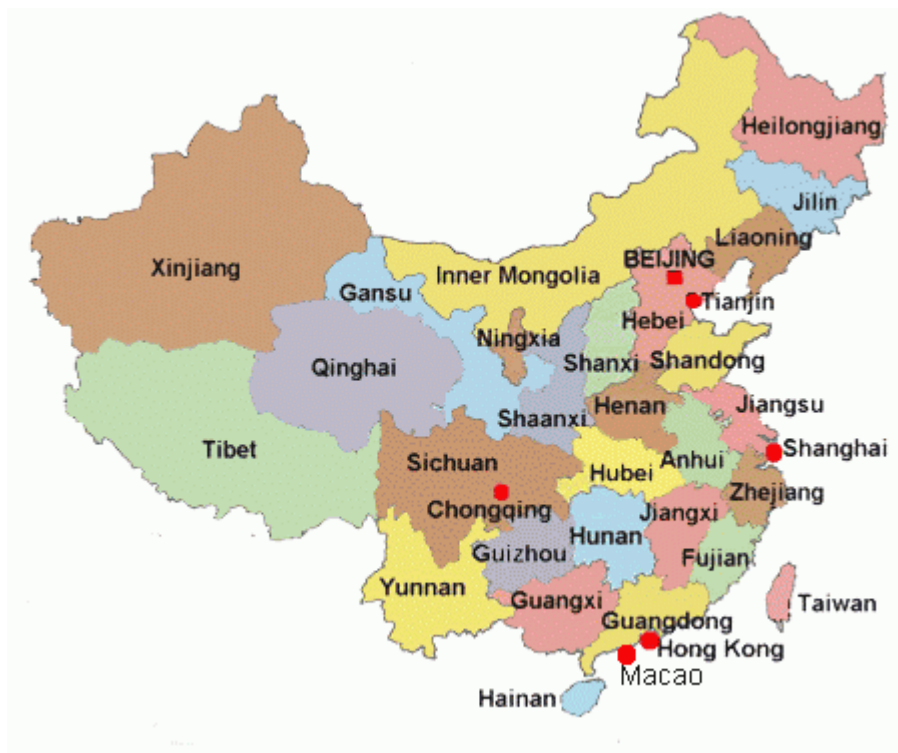 Heilongjiang
Jilin
Liaoning
BEIJING
Xinjiang
Inner Mongolia
Gansu
Tianjin
Hebei
Ningxia
Shanxi
Shandong
Qinghai
Henan
Jiangsu
Shaanxi
Tibet
Shanghai
Sichuan
Hubei
Anhui
Zhejiang
Chongqing
Jiangxi
Hunan
Guizhou
Fujian
Yunnan
Guangxi
Taiwan
Guangdong
Hong Kong
Macao
Hainan